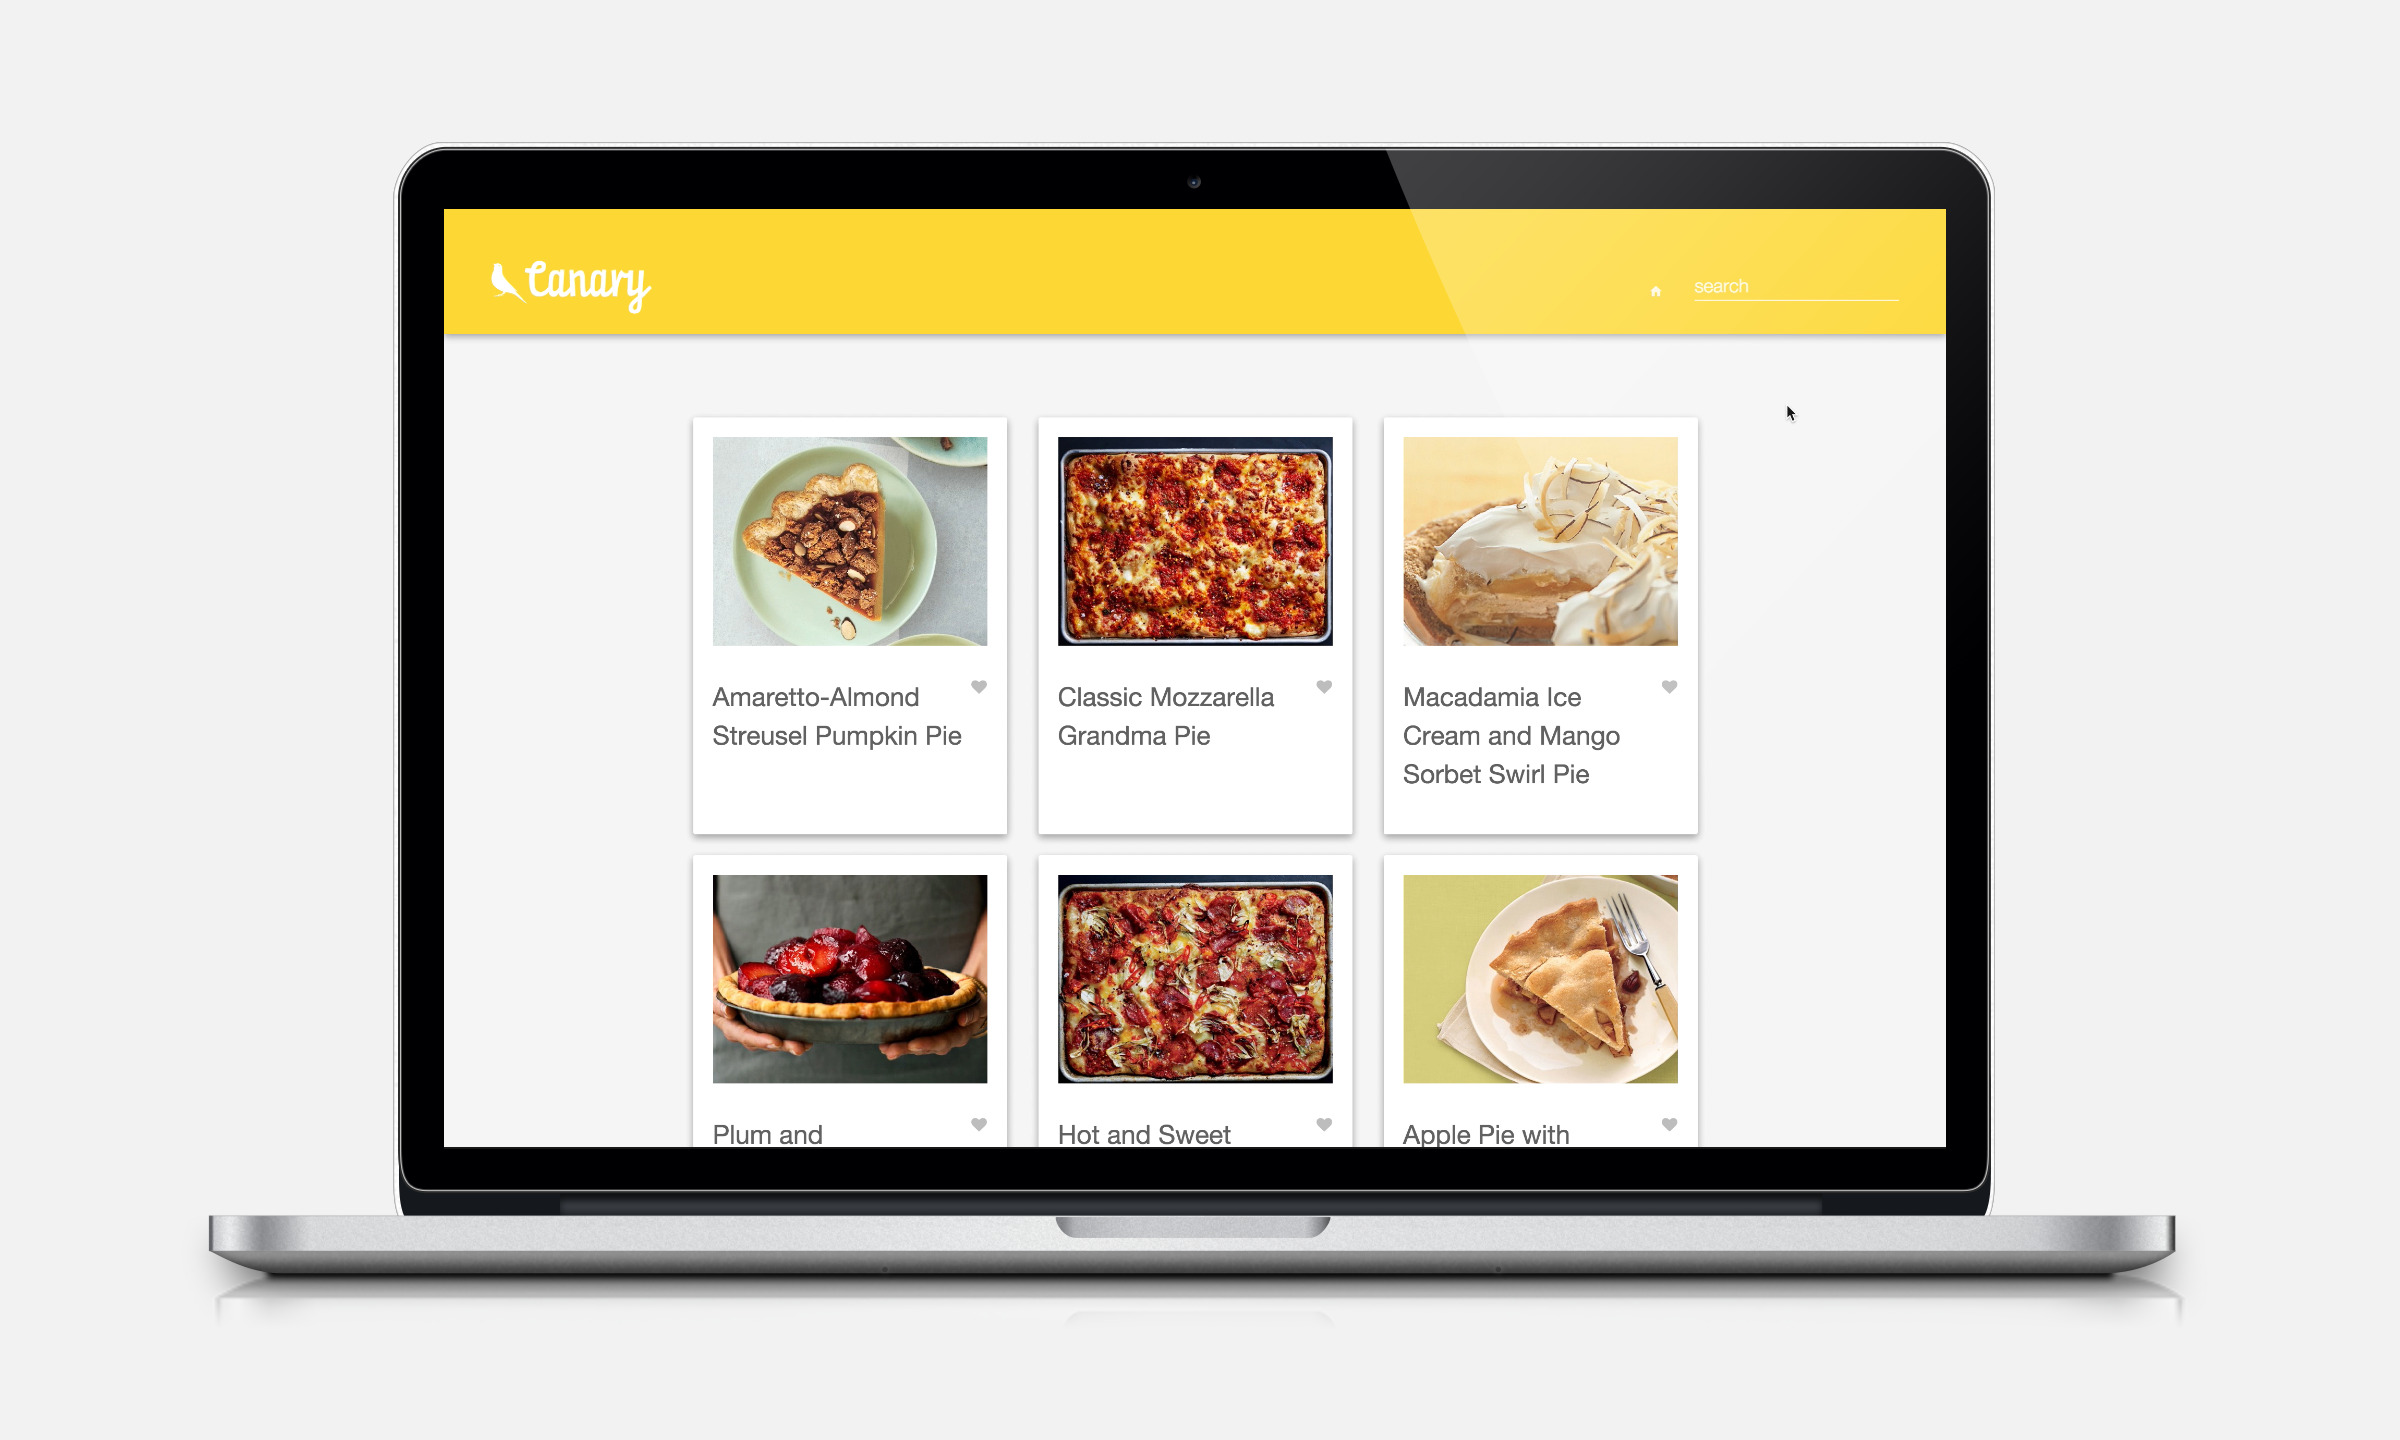 Canary
search
Amaretto-Almond
Streusel Pumpkin Pie
Classic Mozzarella
Grandma Pie
Macadamia Ice
Cream and Mango
Sorbet Swirl Pie
Plum and
Hot and Sweet
Apple Pie with